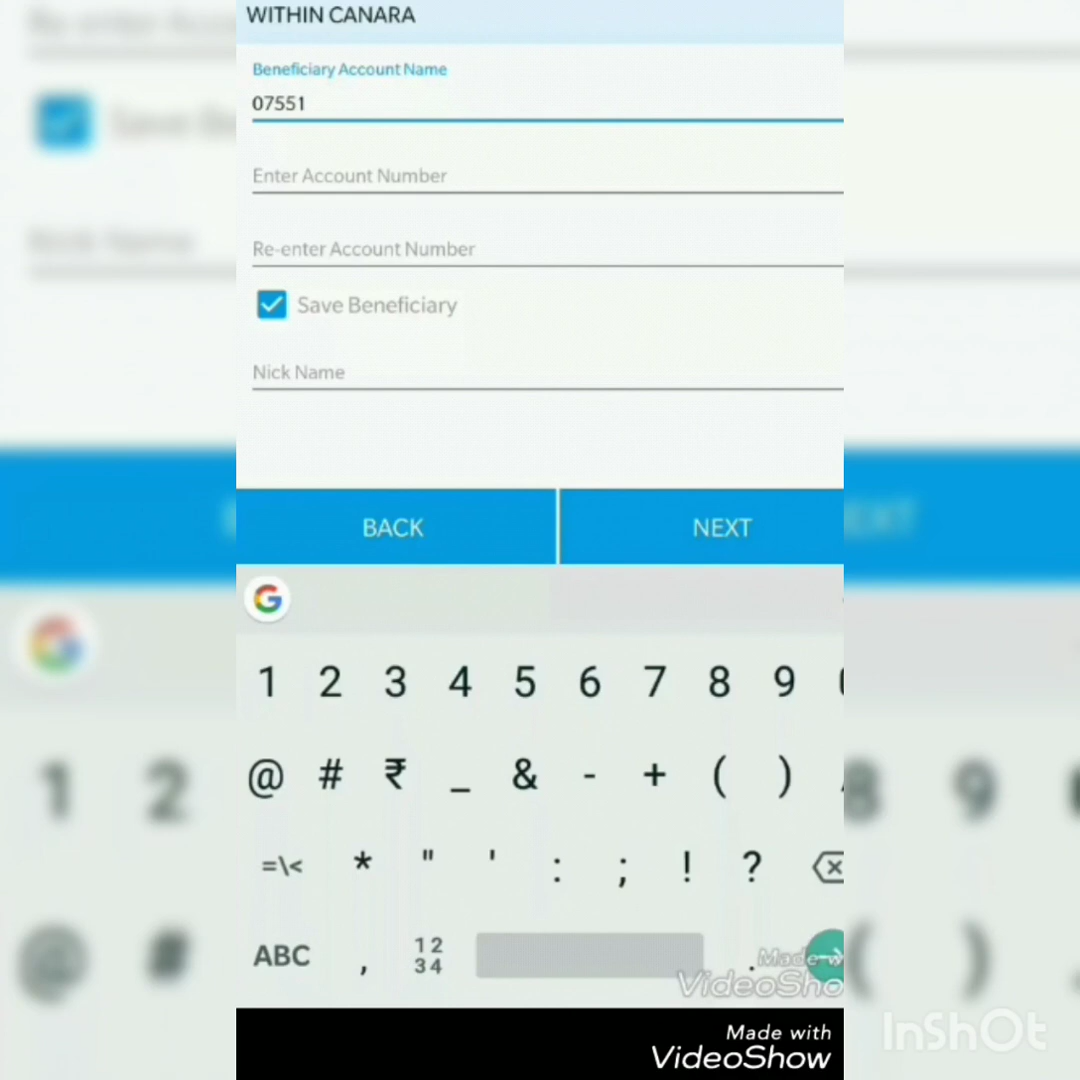 WITHIN CANARA
Beneficiary Account Name
07551
Enter Account Number
Re-enter Account Number
Save Beneficiary
Nick Name
BACK NEXT
G
1 2 3 4 5 6 7 8 9
@ # ₹ _ & - + ( )
=\< * " ' : ; ! ?
ABC , 12 34 .
Made with
VideoShow
InShOt